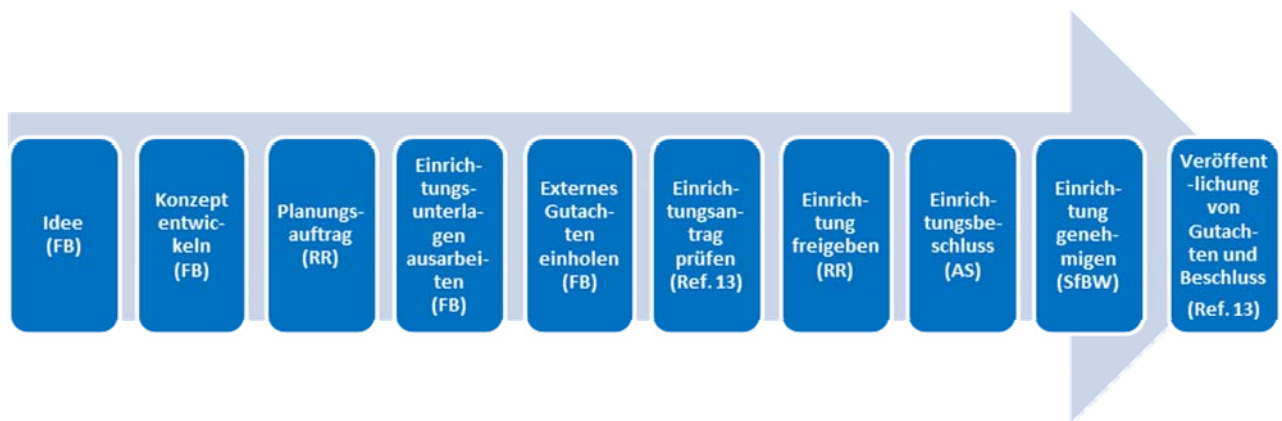 Idee
(FB)
Konzept
entwic-
keln
(FB)
Planungs-
auftrag
(RR)
Einrich-
tungs-
unterla-
gen
ausarbei-
ten
(FB)
Externes
Gutach-
ten
einholen
(FB)
Einrich-
tungsan-
trag
prüfen
(Ref. 13)
Einrich-
tung
freigeben
(RR)
Einrich-
tungsbe-
schluss
(AS)
Einrich-
tung
geneh-
migen
(SfBW)
Veröffent
-lichung
von
Gutach-
ten und
Beschluss
(Ref. 13)